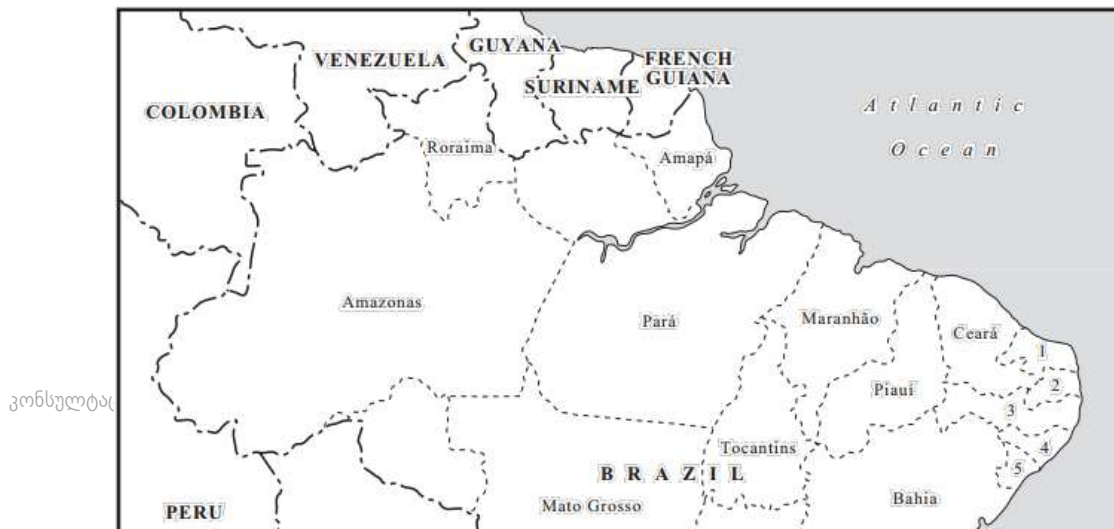 GUYANA
FRENCH
GUIANA
VENEZUELA
SURINAME
COLOMBIA
Atlantic
Ocean
Roraima
Amapá
Amazonas
Pará
Maranhão
Ceará
1
2
Piauí
3
კონსულტაც
4
Tocantins
5
BRAZIL
Bahia
Mato Grosso
PERU